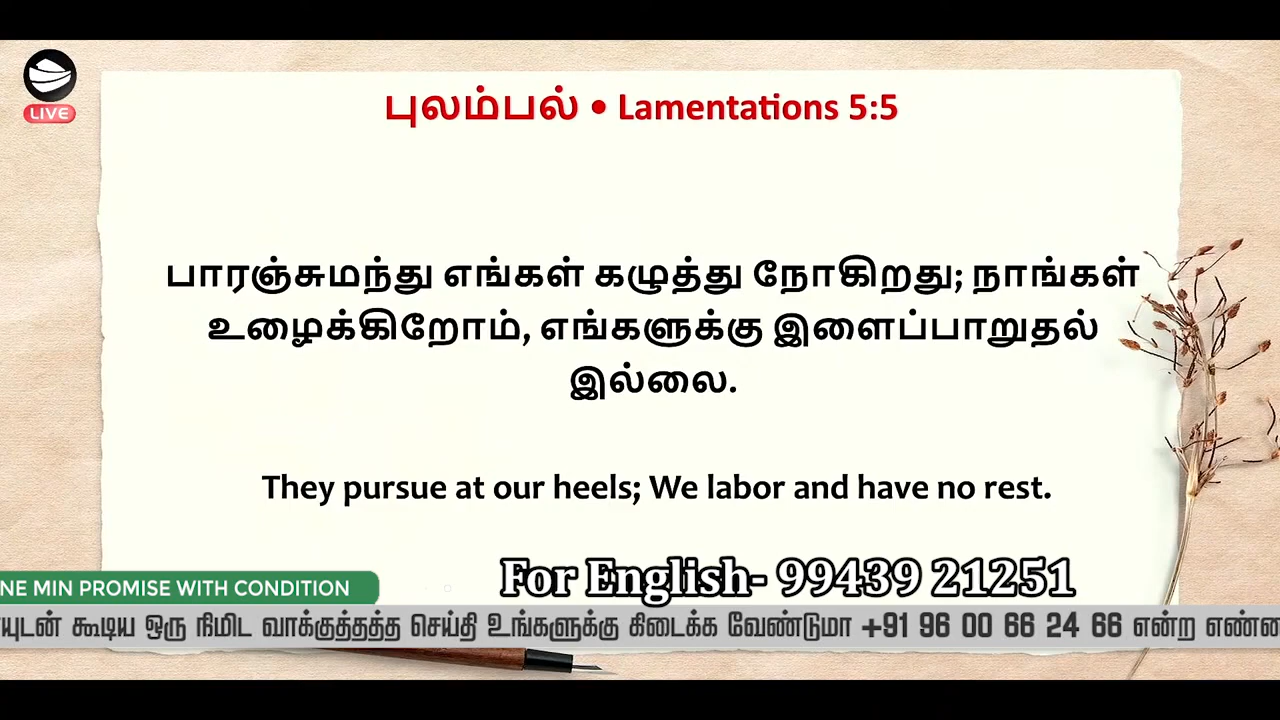 LIVE
புலம்பல் • Lamentations 5:5
பாரஞ்சுமந்து எங்கள் கழுத்து நோகிறது; நாங்கள்
உழைக்கிறோம், எங்களுக்கு இளைப்பாறுதல்
இல்லை.
They pursue at our heels; We labor and have no rest.
For English- 99439 21251
NE MIN PROMISE WITH CONDITION
யுடன் கூடிய ஒரு நிமிட வாக்குத்தத்த செய்தி உங்களுக்கு கிடைக்க வேண்டுமா +91 96 00 66 24 66 என்ற